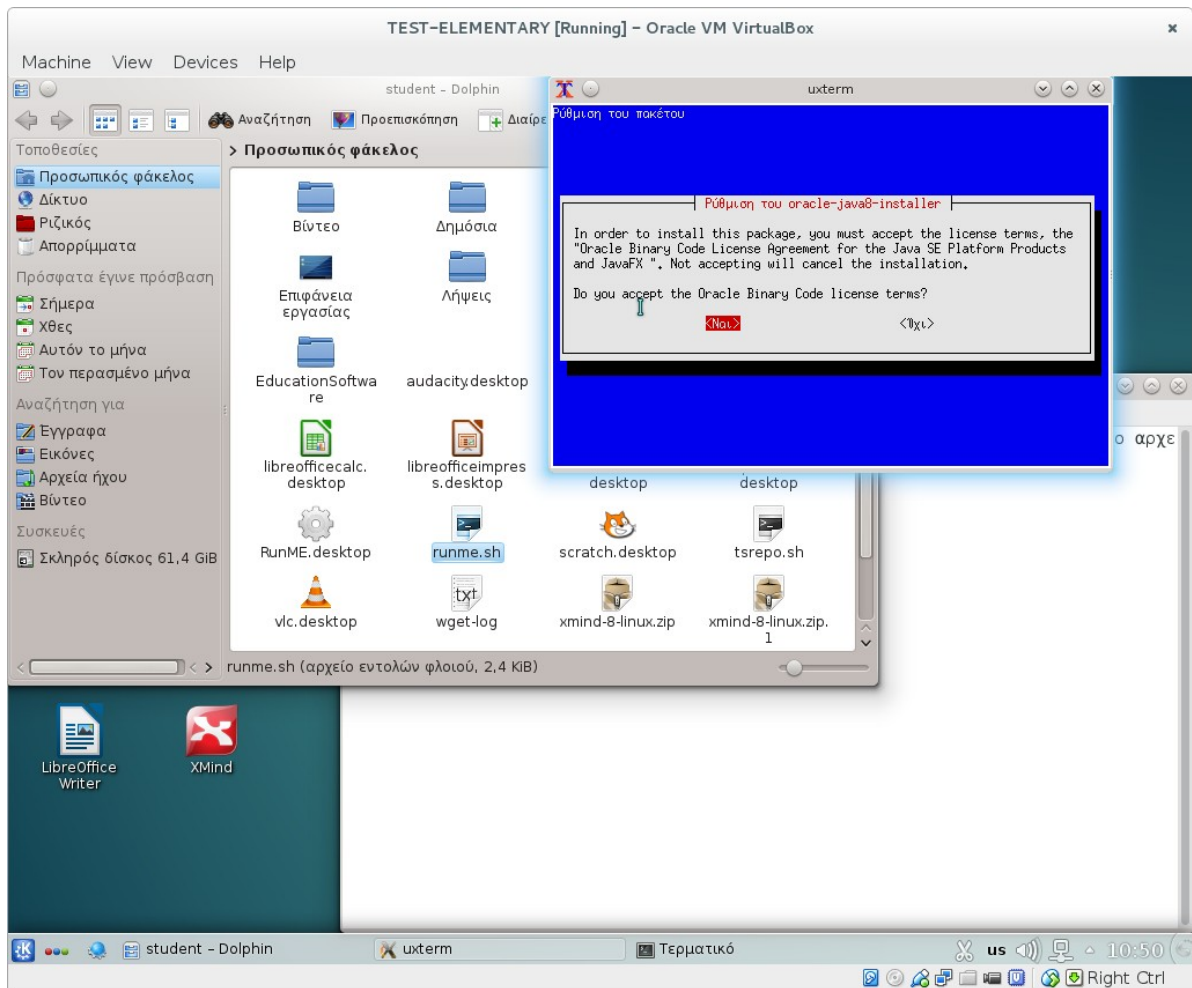 TEST-ELEMENTARY [Running] - Oracle VM VirtualBox
Machine View Devices Help
student - Dolphin
Αναζήτηση Προεπισκόπηση Διαίρε
Τοποθεσίες
Προσωπικός φάκελος
Δίκτυο
Ριζικός
Απορρίμματα
Πρόσφατα έγινε πρόσβαση
Σήμερα
Χθες
Αυτόν το μήνα
Τον περασμένο μήνα
Αναζήτηση για
Έγγραφα
Εικόνες
Αρχεία ήχου
Βίντεο
Συσκευές
Σκληρός δίσκος 61,4 GiB
> Προσωπικός φάκελος
Βίντεο
Δημόσια
Επιφάνεια
εργασίας
Λήψεις
EducationSoftwa
re
audacity.desktop
libreofficecalc.
desktop
libreofficeimpres
s.desktop
desktop
desktop
RunME.desktop
runme.sh
scratch.desktop
tsrepo.sh
vlc.desktop
txt
wget-log
xmind-8-linux.zip
xmind-8-linux.zip.
1
runme.sh (αρχείο εντολών φλοιού, 2,4 KiB)
uxterm
Ρύθμιση του πακέτου
Ρύθμιση του oracle-java8-installer
In order to install this package, you must accept the license terms, the
"Oracle Binary Code License Agreement for the Java SE Platform Products
and JavaFX ". Not accepting will cancel the installation.
Do you accept the Oracle Binary Code license terms?
<Ναι> <Όχι>
ο αρχε
LibreOffice
Writer
XMind
student - Dolphin
uxterm
Τερματικό
us
10:50
Right Ctrl